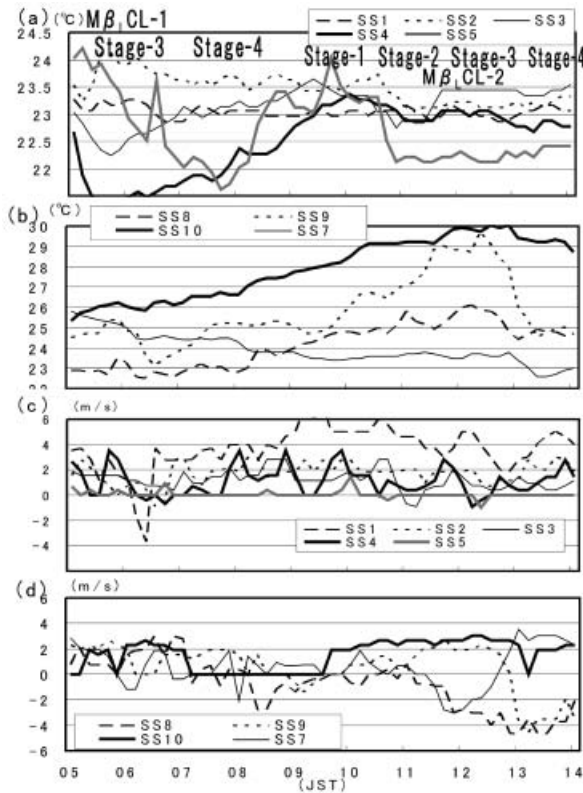 (a) (℃) MβCL-1
SS1 SS2 SS3
SS4 SS5
Stage-3 Stage-4 Stage-1 Stage-2 Stage-3 Stage-4
MβCL-2
24.5
24
23.5
23
22.5
22
(b) (℃)
SS8 SS9
SS10 SS7
30
29
28
27
26
25
24
23
22
(c) (m/s)
6
4
2
0
-2
-4
SS1 SS2 SS3
SS4 SS5
(d) (m/s)
6
4
2
0
-2
-4
-6
SS8 SS9
SS10 SS7
05 06 07 08 09 10 11 12 13 14
(JST)